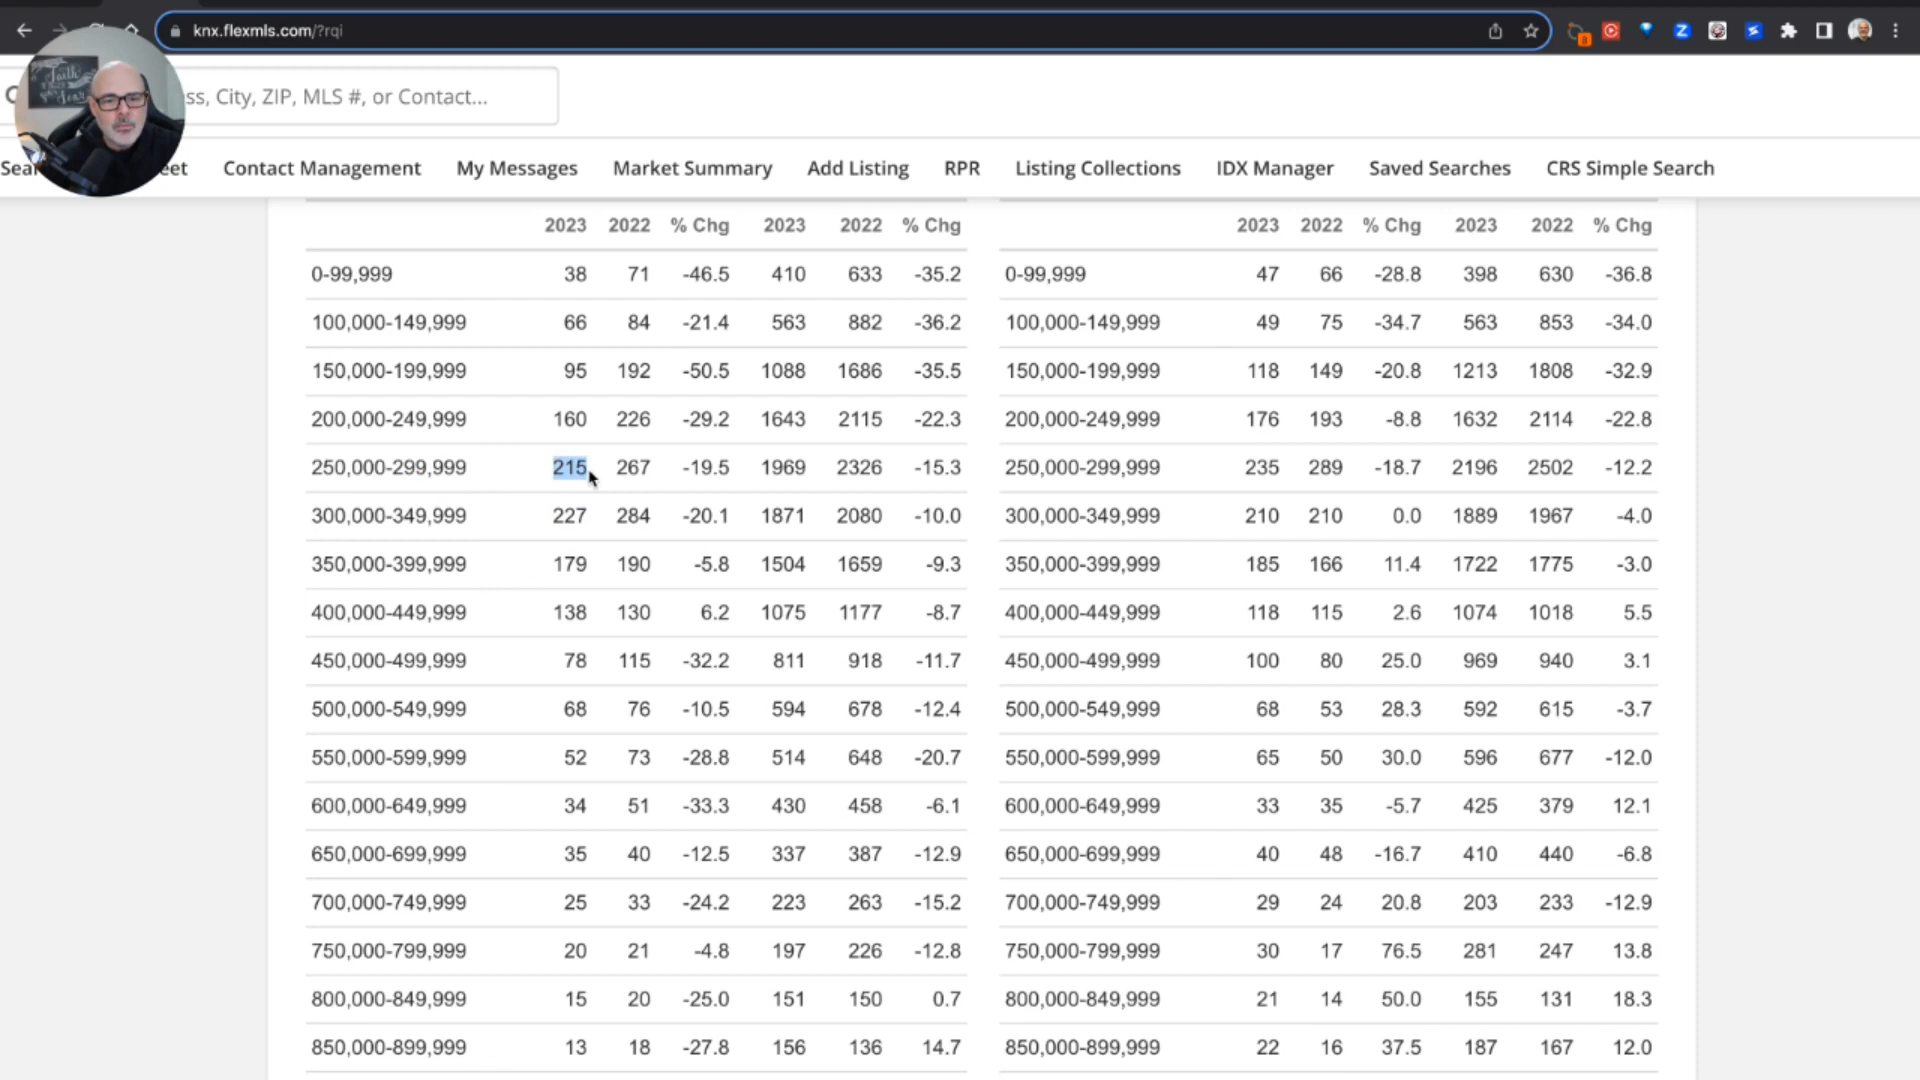 knx.flexmls.com/?rqi
ss, City, ZIP, MLS #, or Contact...
Contact Management My Messages Market Summary Add Listing RPR Listing Collections IDX Manager Saved Searches CRS Simple Search
2023 2022 % Chg 2023 2022 % Chg 2023 2022 % Chg 2023 2022 % Chg
0-99,999 38 71 -46.5 410 633 -35.2 0-99,999 47 66 -28.8 398 630 -36.8
100,000-149,999 66 84 -21.4 563 882 -36.2 100,000-149,999 49 75 -34.7 563 853 -34.0
150,000-199,999 95 192 -50.5 1088 1686 -35.5 150,000-199,999 118 149 -20.8 1213 1808 -32.9
200,000-249,999 160 226 -29.2 1643 2115 -22.3 200,000-249,999 176 193 -8.8 1632 2114 -22.8
250,000-299,999 215 267 -19.5 1969 2326 -15.3 250,000-299,999 235 289 -18.7 2196 2502 -12.2
300,000-349,999 227 284 -20.1 1871 2080 -10.0 300,000-349,999 210 210 0.0 1889 1967 -4.0
350,000-399,999 179 190 -5.8 1504 1659 -9.3 350,000-399,999 185 166 11.4 1722 1775 -3.0
400,000-449,999 138 130 6.2 1075 1177 -8.7 400,000-449,999 118 115 2.6 1074 1018 5.5
450,000-499,999 78 115 -32.2 811 918 -11.7 450,000-499,999 100 80 25.0 969 940 3.1
500,000-549,999 68 76 -10.5 594 678 -12.4 500,000-549,999 68 53 28.3 592 615 -3.7
550,000-599,999 52 73 -28.8 514 648 -20.7 550,000-599,999 65 50 30.0 596 677 -12.0
600,000-649,999 34 51 -33.3 430 458 -6.1 600,000-649,999 33 35 -5.7 425 379 12.1
650,000-699,999 35 40 -12.5 337 387 -12.9 650,000-699,999 40 48 -16.7 410 440 -6.8
700,000-749,999 25 33 -24.2 223 263 -15.2 700,000-749,999 29 24 20.8 203 233 -12.9
750,000-799,999 20 21 -4.8 197 226 -12.8 750,000-799,999 30 17 76.5 281 247 13.8
800,000-849,999 15 20 -25.0 151 150 0.7 800,000-849,999 21 14 50.0 155 131 18.3
850,000-899,999 13 18 -27.8 156 136 14.7 850,000-899,999 22 16 37.5 187 167 12.0